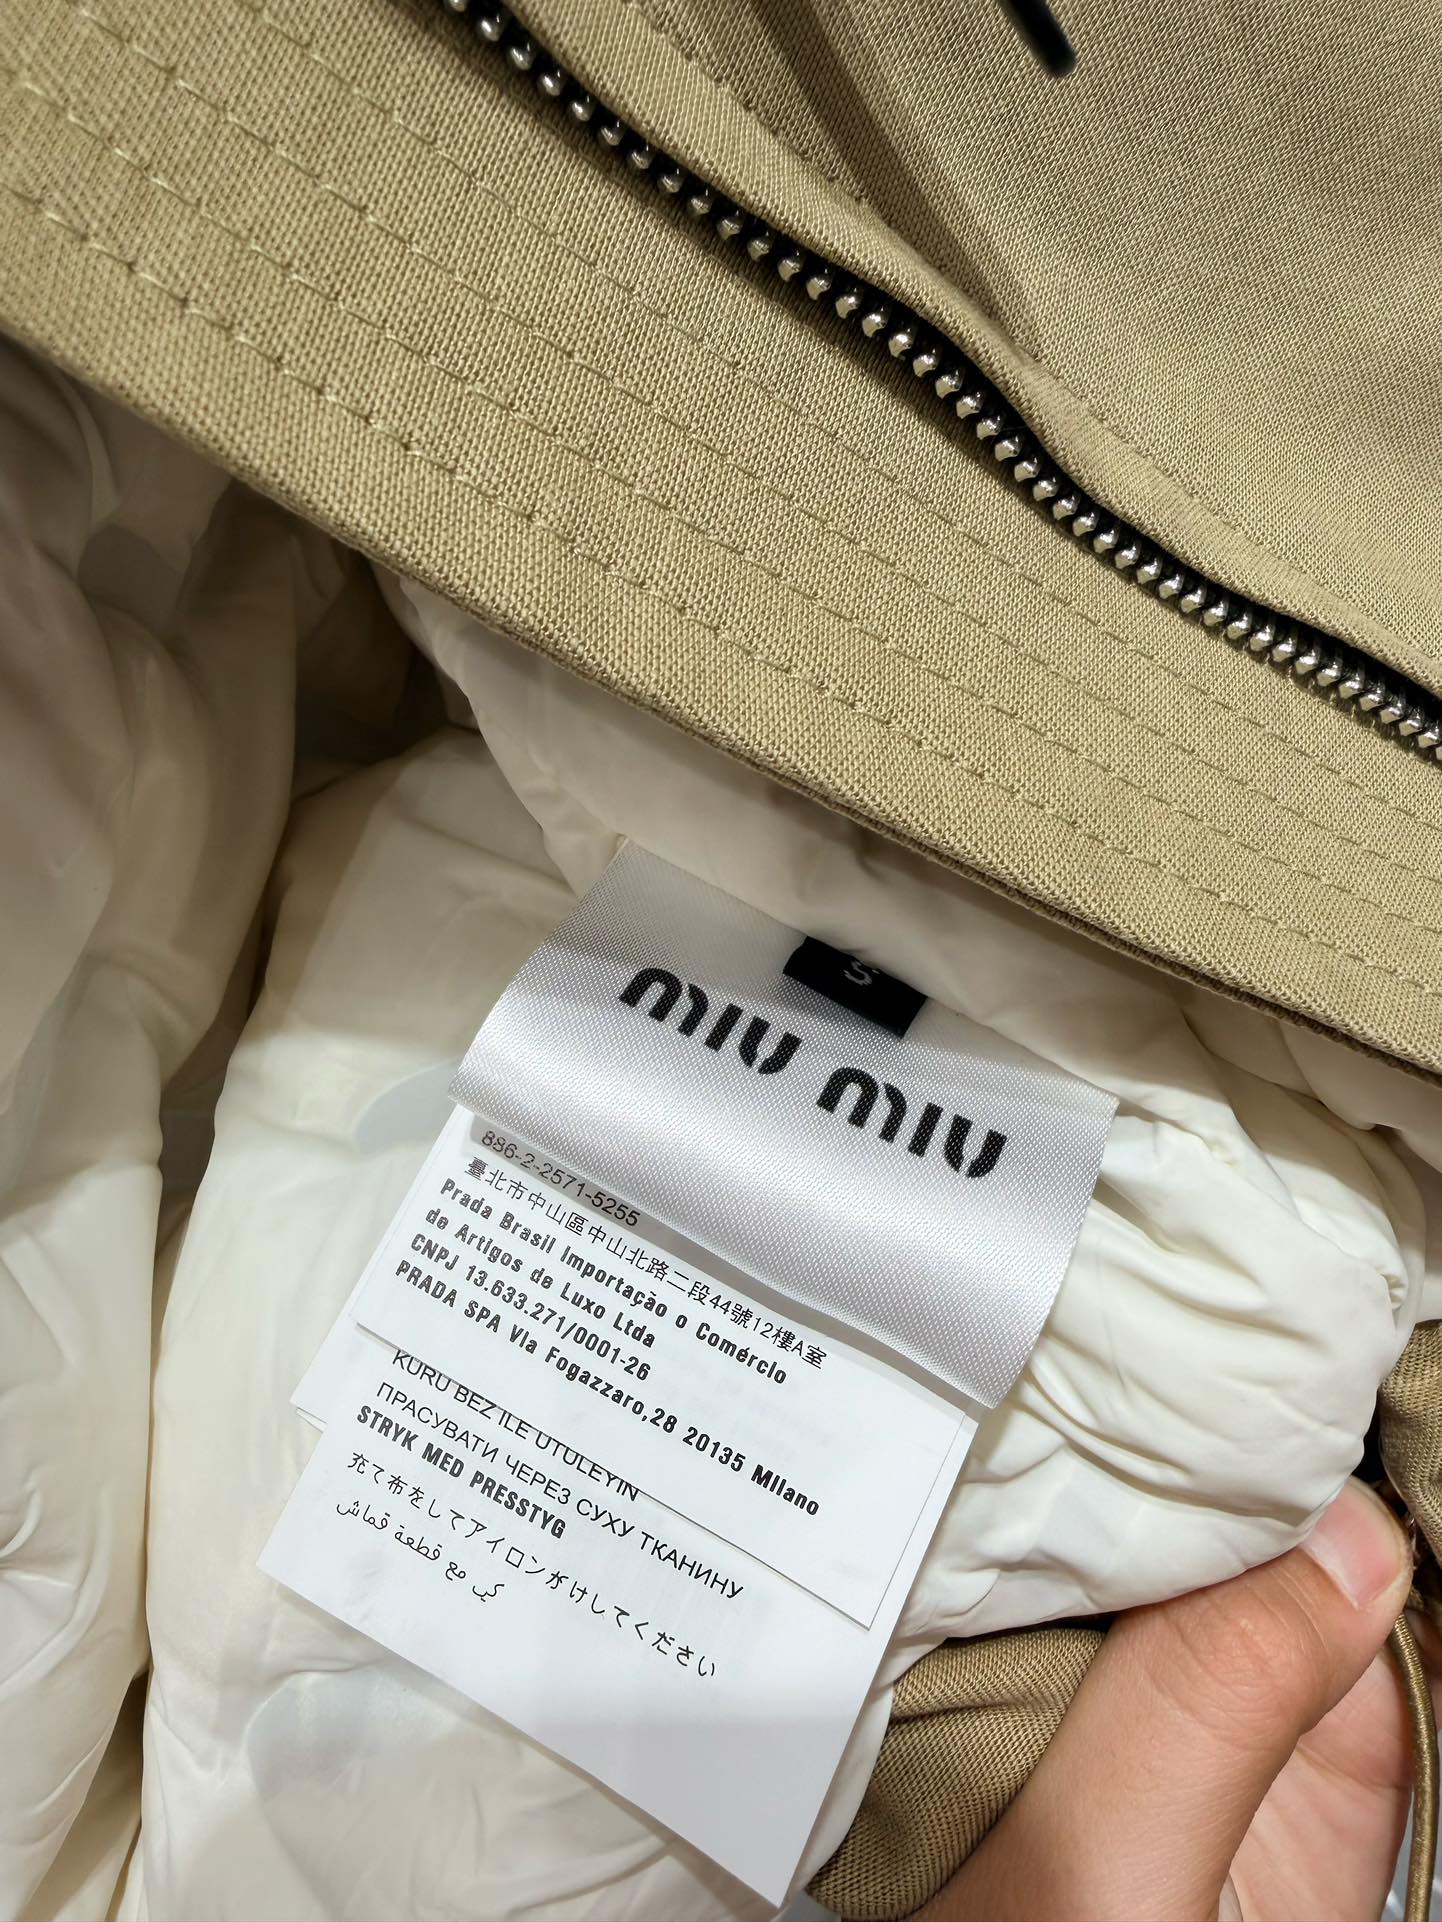 S
miu miu
886-2-2571-5255
臺北市中山區中山北路二段44號12樓A室
Prada Brasil Importação o Comércio
de Artigos de Luxo Ltda
CNPJ 13.633.271/0001-26
PRADA SPA Via Fogazzaro,28 20135 Milano
KURU BEZ ILE UTULEYIN
ПРАСУВАТИ ЧЕРЕЗ СУХУ ТКАНИНУ
STRYK MED PRESSTYG
充て布をしてアイロンがけしてください
كي مع قطعة قماش